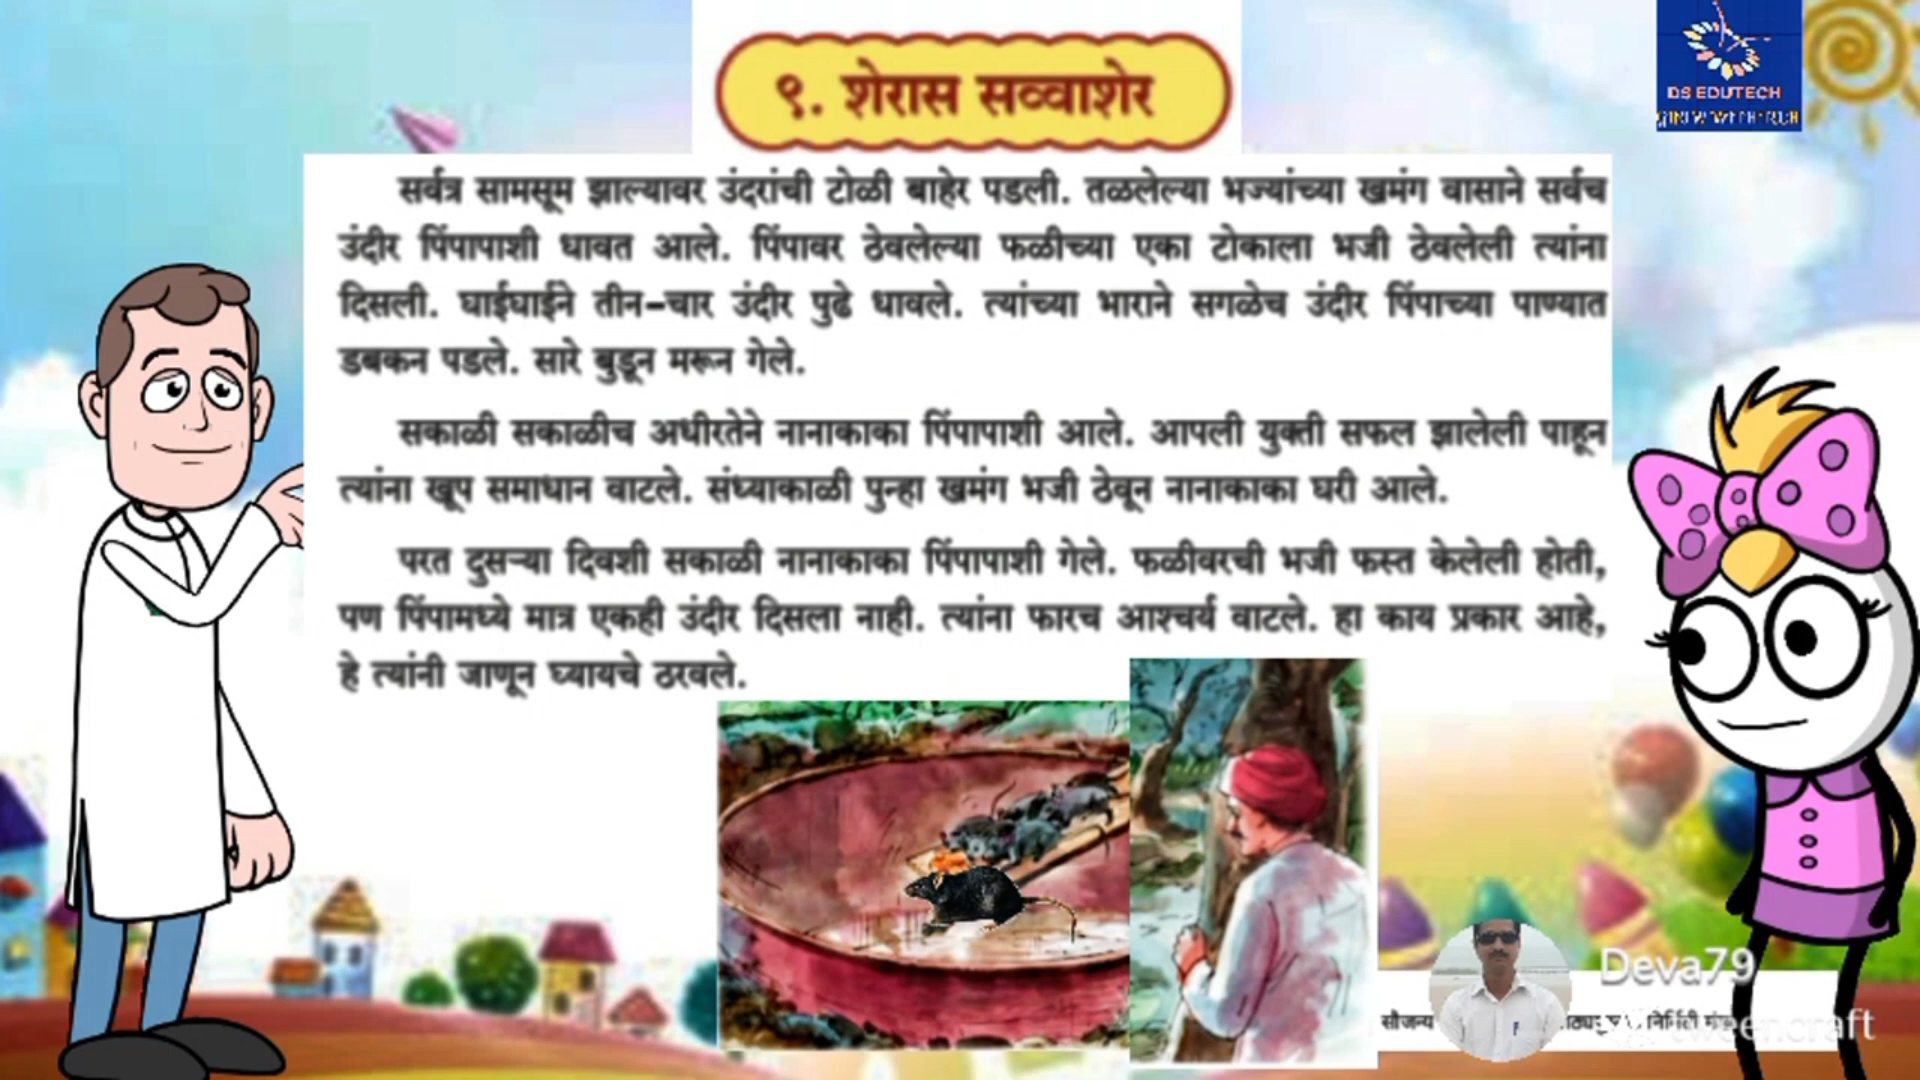 ९. शेरास सव्वाशेर
DS EDUTECH
सर्वत्र सामसूम झाल्यावर उंदरांची टोळी बाहेर पडली. तळलेल्या भज्यांच्या खमंग वासाने सर्वच
उंदीर पिंपापाशी धावत आले. पिंपावर ठेवलेल्या फळीच्या एका टोकाला भजी ठेवलेली त्यांना
दिसली. घाईघाईने तीन-चार उंदीर पुढे धावले. त्यांच्या भाराने सगळेच उंदीर पिंपाच्या पाण्यात
डबकन पडले. सारे बुडून मरून गेले.
सकाळी सकाळीच अधीरतेने नानाकाका पिंपापाशी आले. आपली युक्ती सफल झालेली पाहून
त्यांना खूप समाधान वाटले. संध्याकाळी पुन्हा खमंग भजी ठेवून नानाकाका घरी आले.
परत दुसऱ्या दिवशी सकाळी नानाकाका पिंपापाशी गेले. फळीवरची भजी फस्त केलेली होती,
पण पिंपामध्ये मात्र एकही उंदीर दिसला नाही. त्यांना फारच आश्चर्य वाटले. हा काय प्रकार आहे,
हे त्यांनी जाणून घ्यायचे ठरवले.
Deva79
सौजन्य